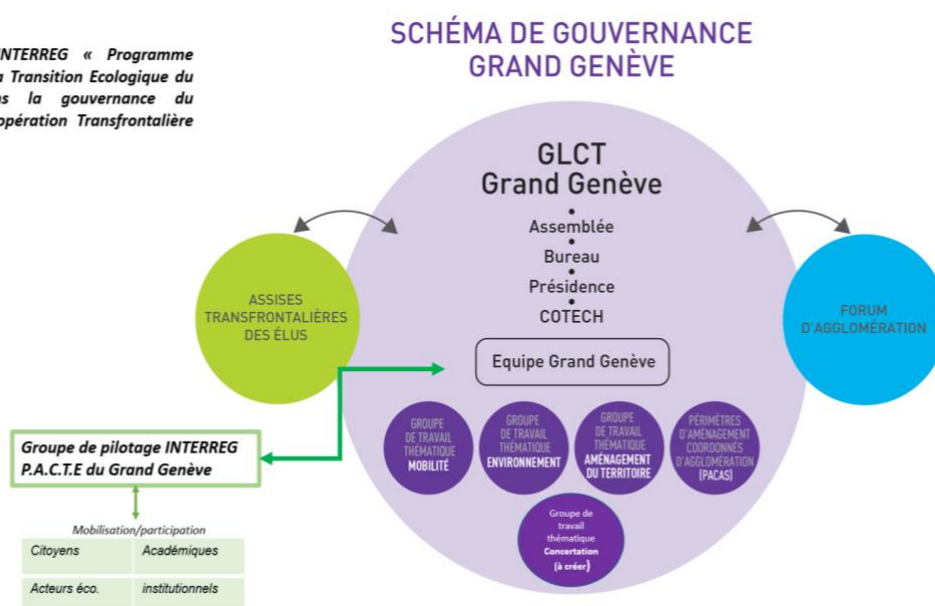 INTERREG « Programme
Transition Ecologique du
la gouvernance du
Transfrontalière
SCHÉMA DE GOUVERNANCE
GRAND GENÈVE
GLCT
Grand Genève
Assemblée
Bureau
Présidence
COTECH
Equipe Grand Genève
ASSISES
TRANSFRONTALIÈRES
DES ÉLUS
FORUM
D'AGGLOMÉRATION
GROUPE
DE TRAVAIL
THÉMATIQUE
MOBILITÉ
GROUPE
DE TRAVAIL
THÉMATIQUE
ENVIRONNEMENT
GROUPE
DE TRAVAIL
THÉMATIQUE
AMÉNAGEMENT
DU TERRITOIRE
PÉRIMÈTRES
D'AMÉNAGEMENT
COORDONNÉS
D'AGGLOMÉRATION
(PACAS)
Groupe de
travail
thématique
Concertation
(à créer)
Groupe de pilotage INTERREG
P.A.C.T.E du Grand Genève
Mobilisation/participation
Citoyens
Académiques
Acteurs éco.
institutionnels